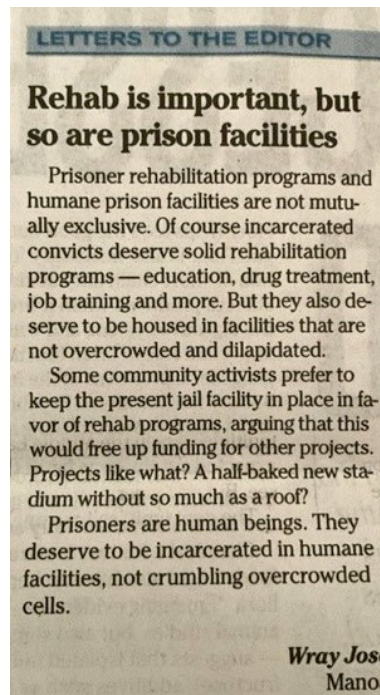 LETTERS TO THE EDITOR
Rehab is important, but
so are prison facilities
Prisoner rehabilitation programs and
humane prison facilities are not mutu-
ally exclusive. Of course incarcerated
convicts deserve solid rehabilitation
programs — education, drug treatment,
job training and more. But they also de-
serve to be housed in facilities that are
not overcrowded and dilapidated.
Some community activists prefer to
keep the present jail facility in place in fa-
vor of rehab programs, arguing that this
would free up funding for other projects.
Projects like what? A half-baked new sta-
dium without so much as a roof?
Prisoners are human beings. They
deserve to be incarcerated in humane
facilities, not crumbling overcrowded
cells.
Wray Jose
Mano